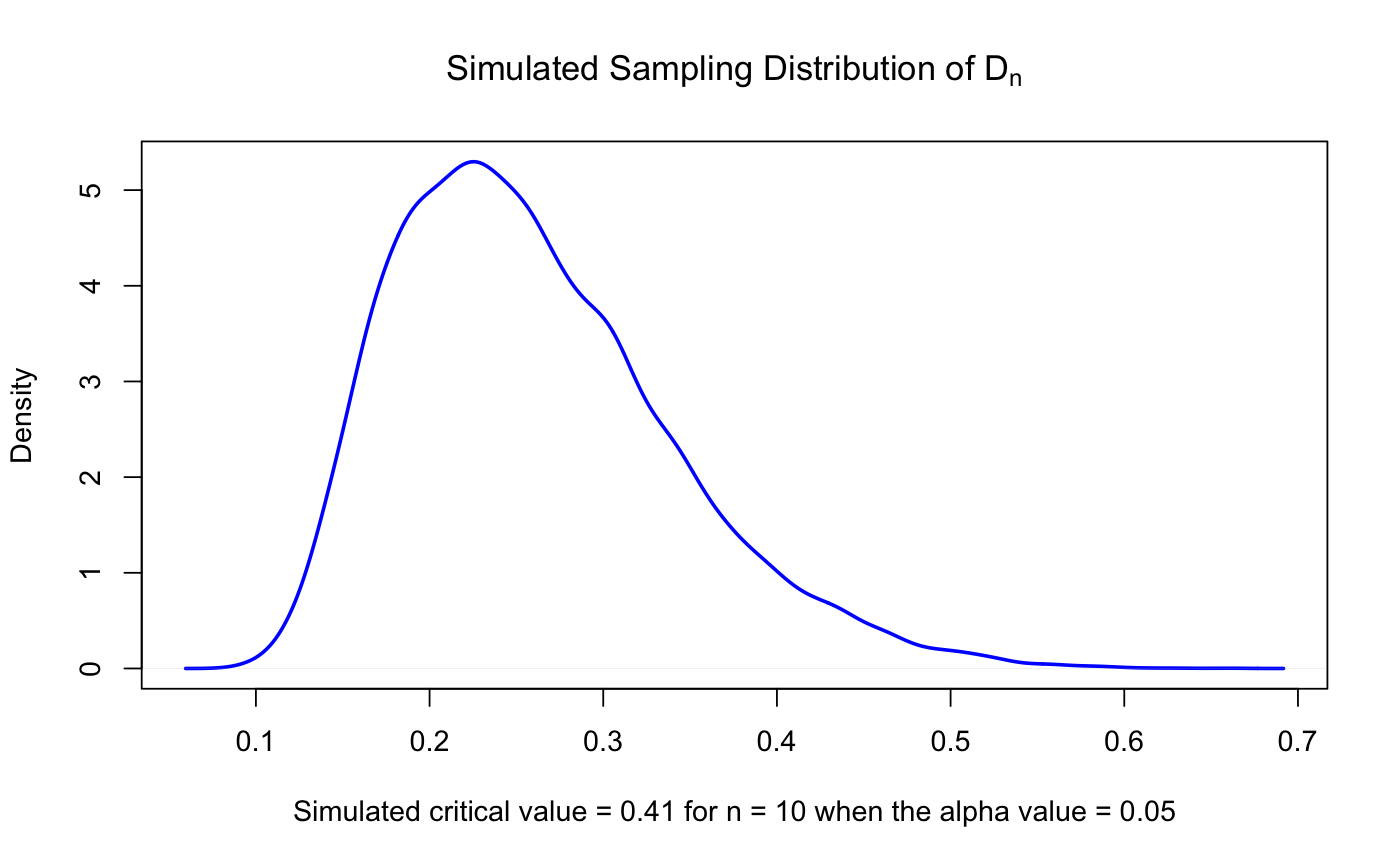 Simulated Sampling Distribution of Dn
Density
5
4
3
2
1
0
0.1 0.2 0.3 0.4 0.5 0.6 0.7
Simulated critical value = 0.41 for n = 10 when the alpha value = 0.05